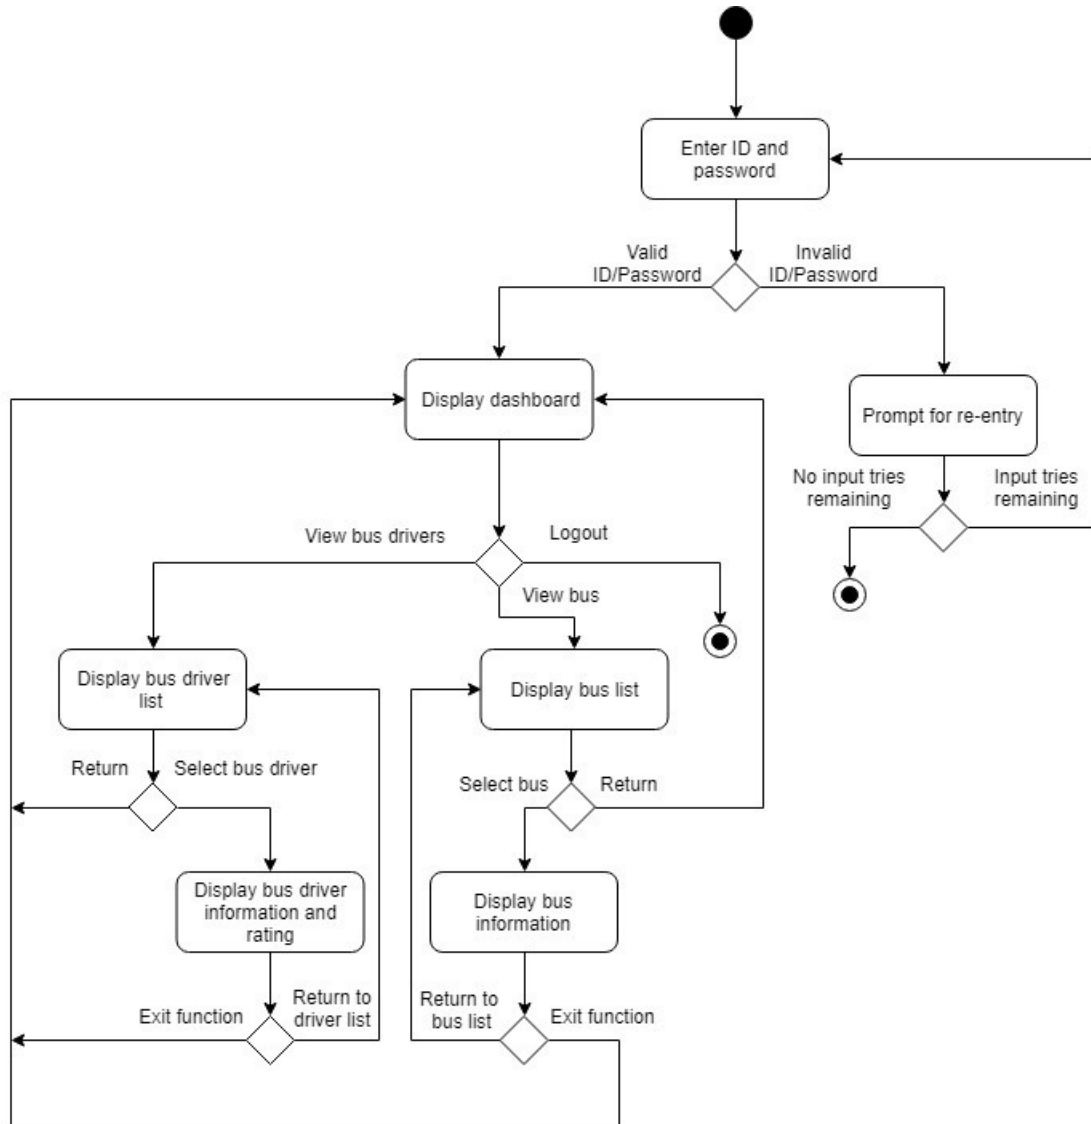 Enter ID and
password
Valid
ID/Password
Invalid
ID/Password
Display dashboard
Prompt for re-entry
No input tries
remaining
Input tries
remaining
View bus drivers
Logout
View bus
Display bus driver
list
Display bus list
Return
Select bus driver
Select bus
Return
Display bus driver
information and
rating
Display bus
information
Exit function
Return to
driver list
Return to
bus list
Exit function